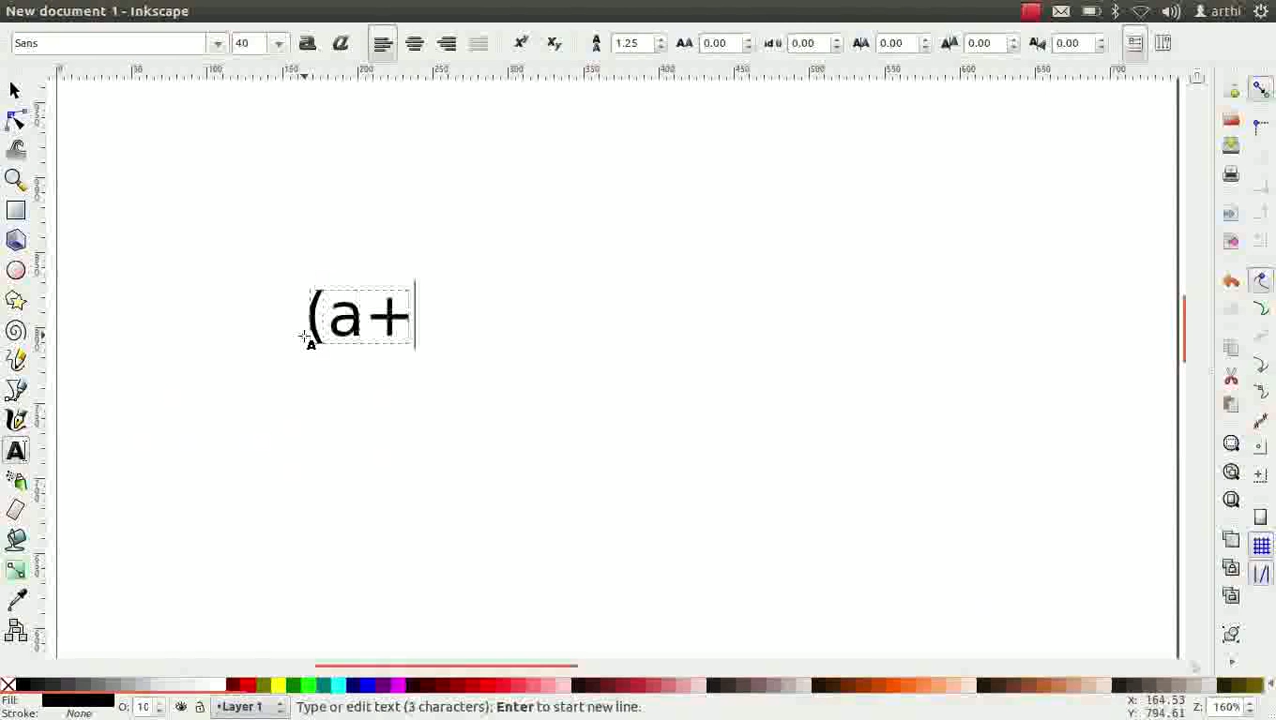 New document 1 - Inkscape
arthi
Sans
40
1.25
0.00
0.00
0.00
0.00
0.00
(a+
A
Fill:
Stroke: None
O: 10
Layer 1
Type or edit text (3 characters); Enter to start new line.
X: 164.53
Y: 794.61
Z: 160%